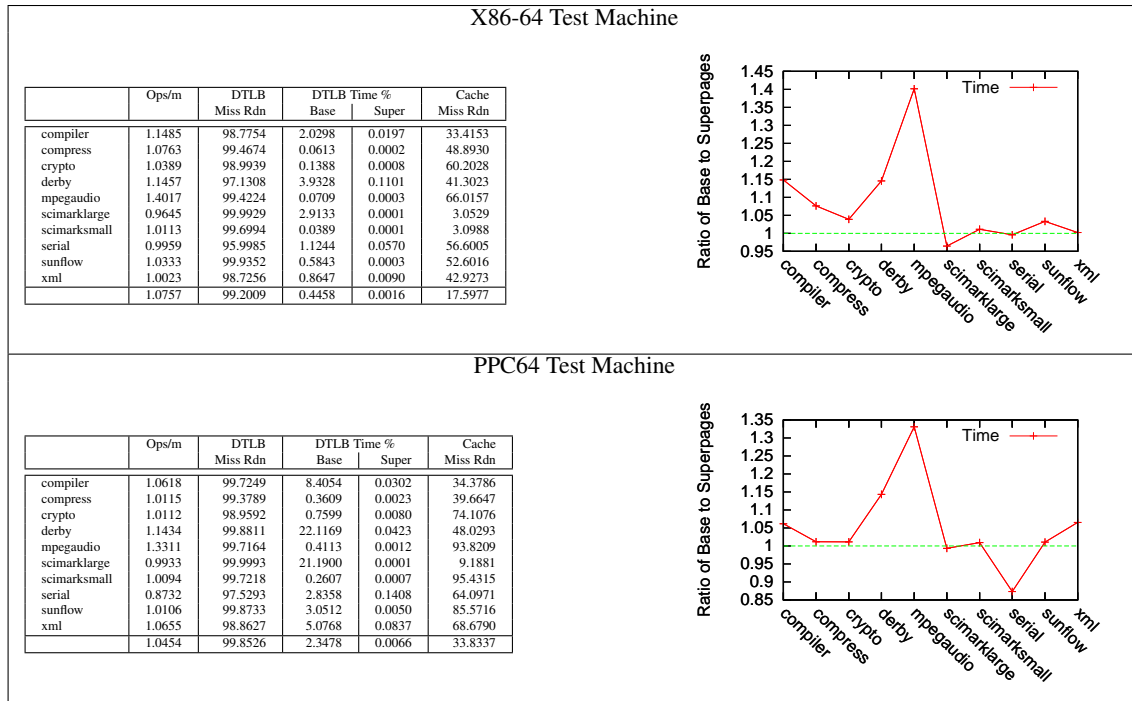 X86-64 Test Machine
Ops/m DTLB DTLB Time % Cache
Miss Rdn Base Super Miss Rdn
compiler 1.1485 98.7754 2.0298 0.0197 33.4153
compress 1.0763 99.4674 0.0613 0.0002 48.8930
crypto 1.0389 98.9939 0.1388 0.0008 60.2028
derby 1.1457 97.1308 3.9328 0.1101 41.3023
mpegaudio 1.4017 99.4224 0.0709 0.0003 66.0157
scimarklarge 0.9645 99.9929 2.9133 0.0001 3.0529
scimarksmall 1.0113 99.6994 0.0389 0.0001 3.0988
serial 0.9959 95.9985 1.1244 0.0570 56.6005
sunflow 1.0333 99.9352 0.5843 0.0003 52.6016
xml 1.0023 98.7256 0.8647 0.0090 42.9273
1.0757 99.2009 0.4458 0.0016 17.5977
Ratio of Base to Superpages
1.45
1.4
1.35
1.3
1.25
1.2
1.15
1.1
1.05
1
0.95
Time
compiler
compress
crypto
derby
mpegaudio
scimarklarge
scimarksmall
serial
sunflow
xml
PPC64 Test Machine
Ops/m DTLB DTLB Time % Cache
Miss Rdn Base Super Miss Rdn
compiler 1.0618 99.7249 8.4054 0.0302 34.3786
compress 1.0115 99.3789 0.3609 0.0023 39.6647
crypto 1.0112 98.9592 0.7599 0.0080 74.1076
derby 1.1434 99.8811 22.1169 0.0423 48.0293
mpegaudio 1.3311 99.7164 0.4113 0.0012 93.8209
scimarklarge 0.9933 99.9993 21.1900 0.0001 9.1881
scimarksmall 1.0094 99.7218 0.2607 0.0007 95.4315
serial 0.8732 97.5293 2.8358 0.1408 64.0971
sunflow 1.0106 99.8733 3.0512 0.0050 85.5716
xml 1.0655 98.8627 5.0768 0.0837 68.6790
1.0454 99.8526 2.3478 0.0066 33.8337
Ratio of Base to Superpages
1.35
1.3
1.25
1.2
1.15
1.1
1.05
1
0.95
0.9
0.85
Time
compiler
compress
crypto
derby
mpegaudio
scimarklarge
scimarksmall
serial
sunflow
xml